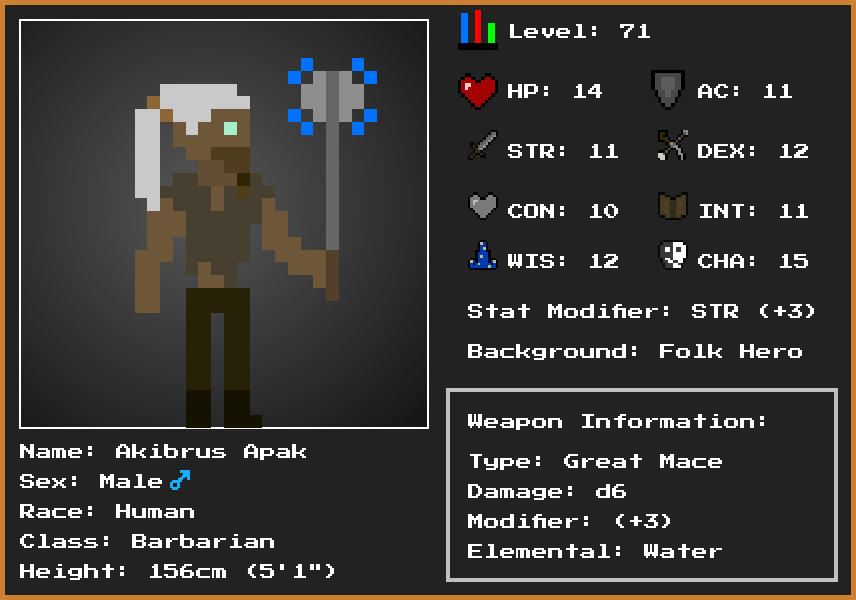 Level: 71
HP: 14 AC: 11
STR: 11 DEX: 12
CON: 10 INT: 11
WIS: 12 CHA: 15
Stat Modifier: STR (+3)
Background: Folk Hero
Weapon Information:
Type: Great Mace
Damage: d6
Modifier: (+3)
Elemental: Water
Name: Akibrus Apak
Sex: Male ♂
Race: Human
Class: Barbarian
Height: 156cm (5'1")